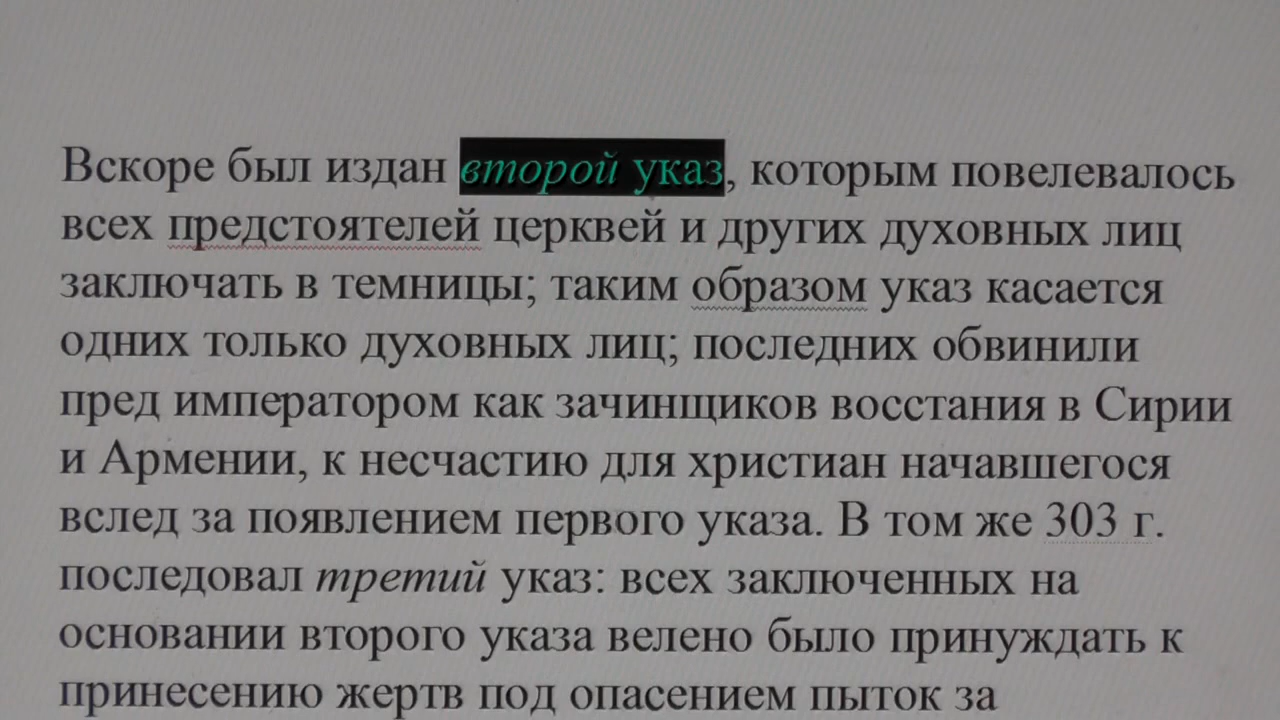 Вскоре был издан второй указ, которым повелевалось
всех предстоятелей церквей и других духовных лиц
заключать в темницы; таким образом указ касается
одних только духовных лиц; последних обвинили
пред императором как зачинщиков восстания в Сирии
и Армении, к несчастию для христиан начавшегося
вслед за появлением первого указа. В том же 303 г.
последовал третий указ: всех заключенных на
основании второго указа велено было принуждать к
принесению жертв под опасением пыток за